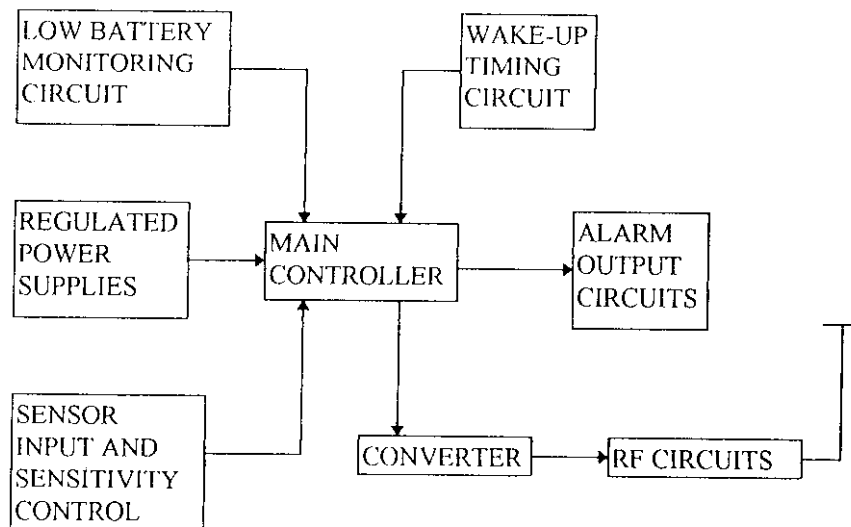 LOW BATTERY
MONITORING
CIRCUIT
WAKE-UP
TIMING
CIRCUIT
REGULATED
POWER
SUPPLIES
MAIN
CONTROLLER
ALARM
OUTPUT
CIRCUITS
SENSOR
INPUT AND
SENSITIVITY
CONTROL
CONVERTER
RF CIRCUITS